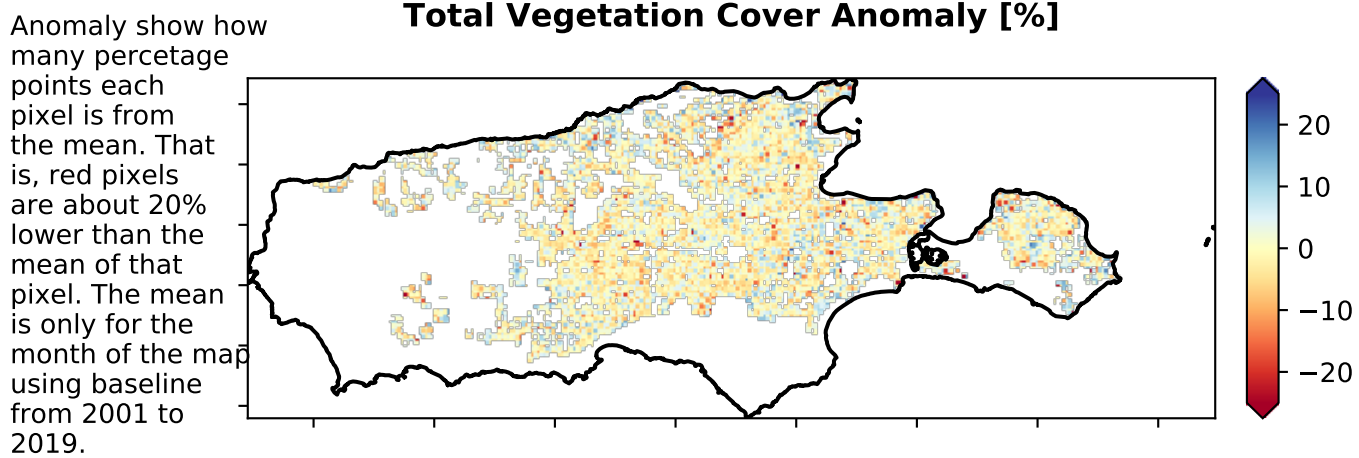 Total Vegetation Cover Anomaly [%]
Anomaly show how
many percetage
points each
pixel is from
the mean. That
is, red pixels
are about 20%
lower than the
mean of that
pixel. The mean
is only for the
month of the map
using baseline
from 2001 to
2019.
20
10
0
−10
−20